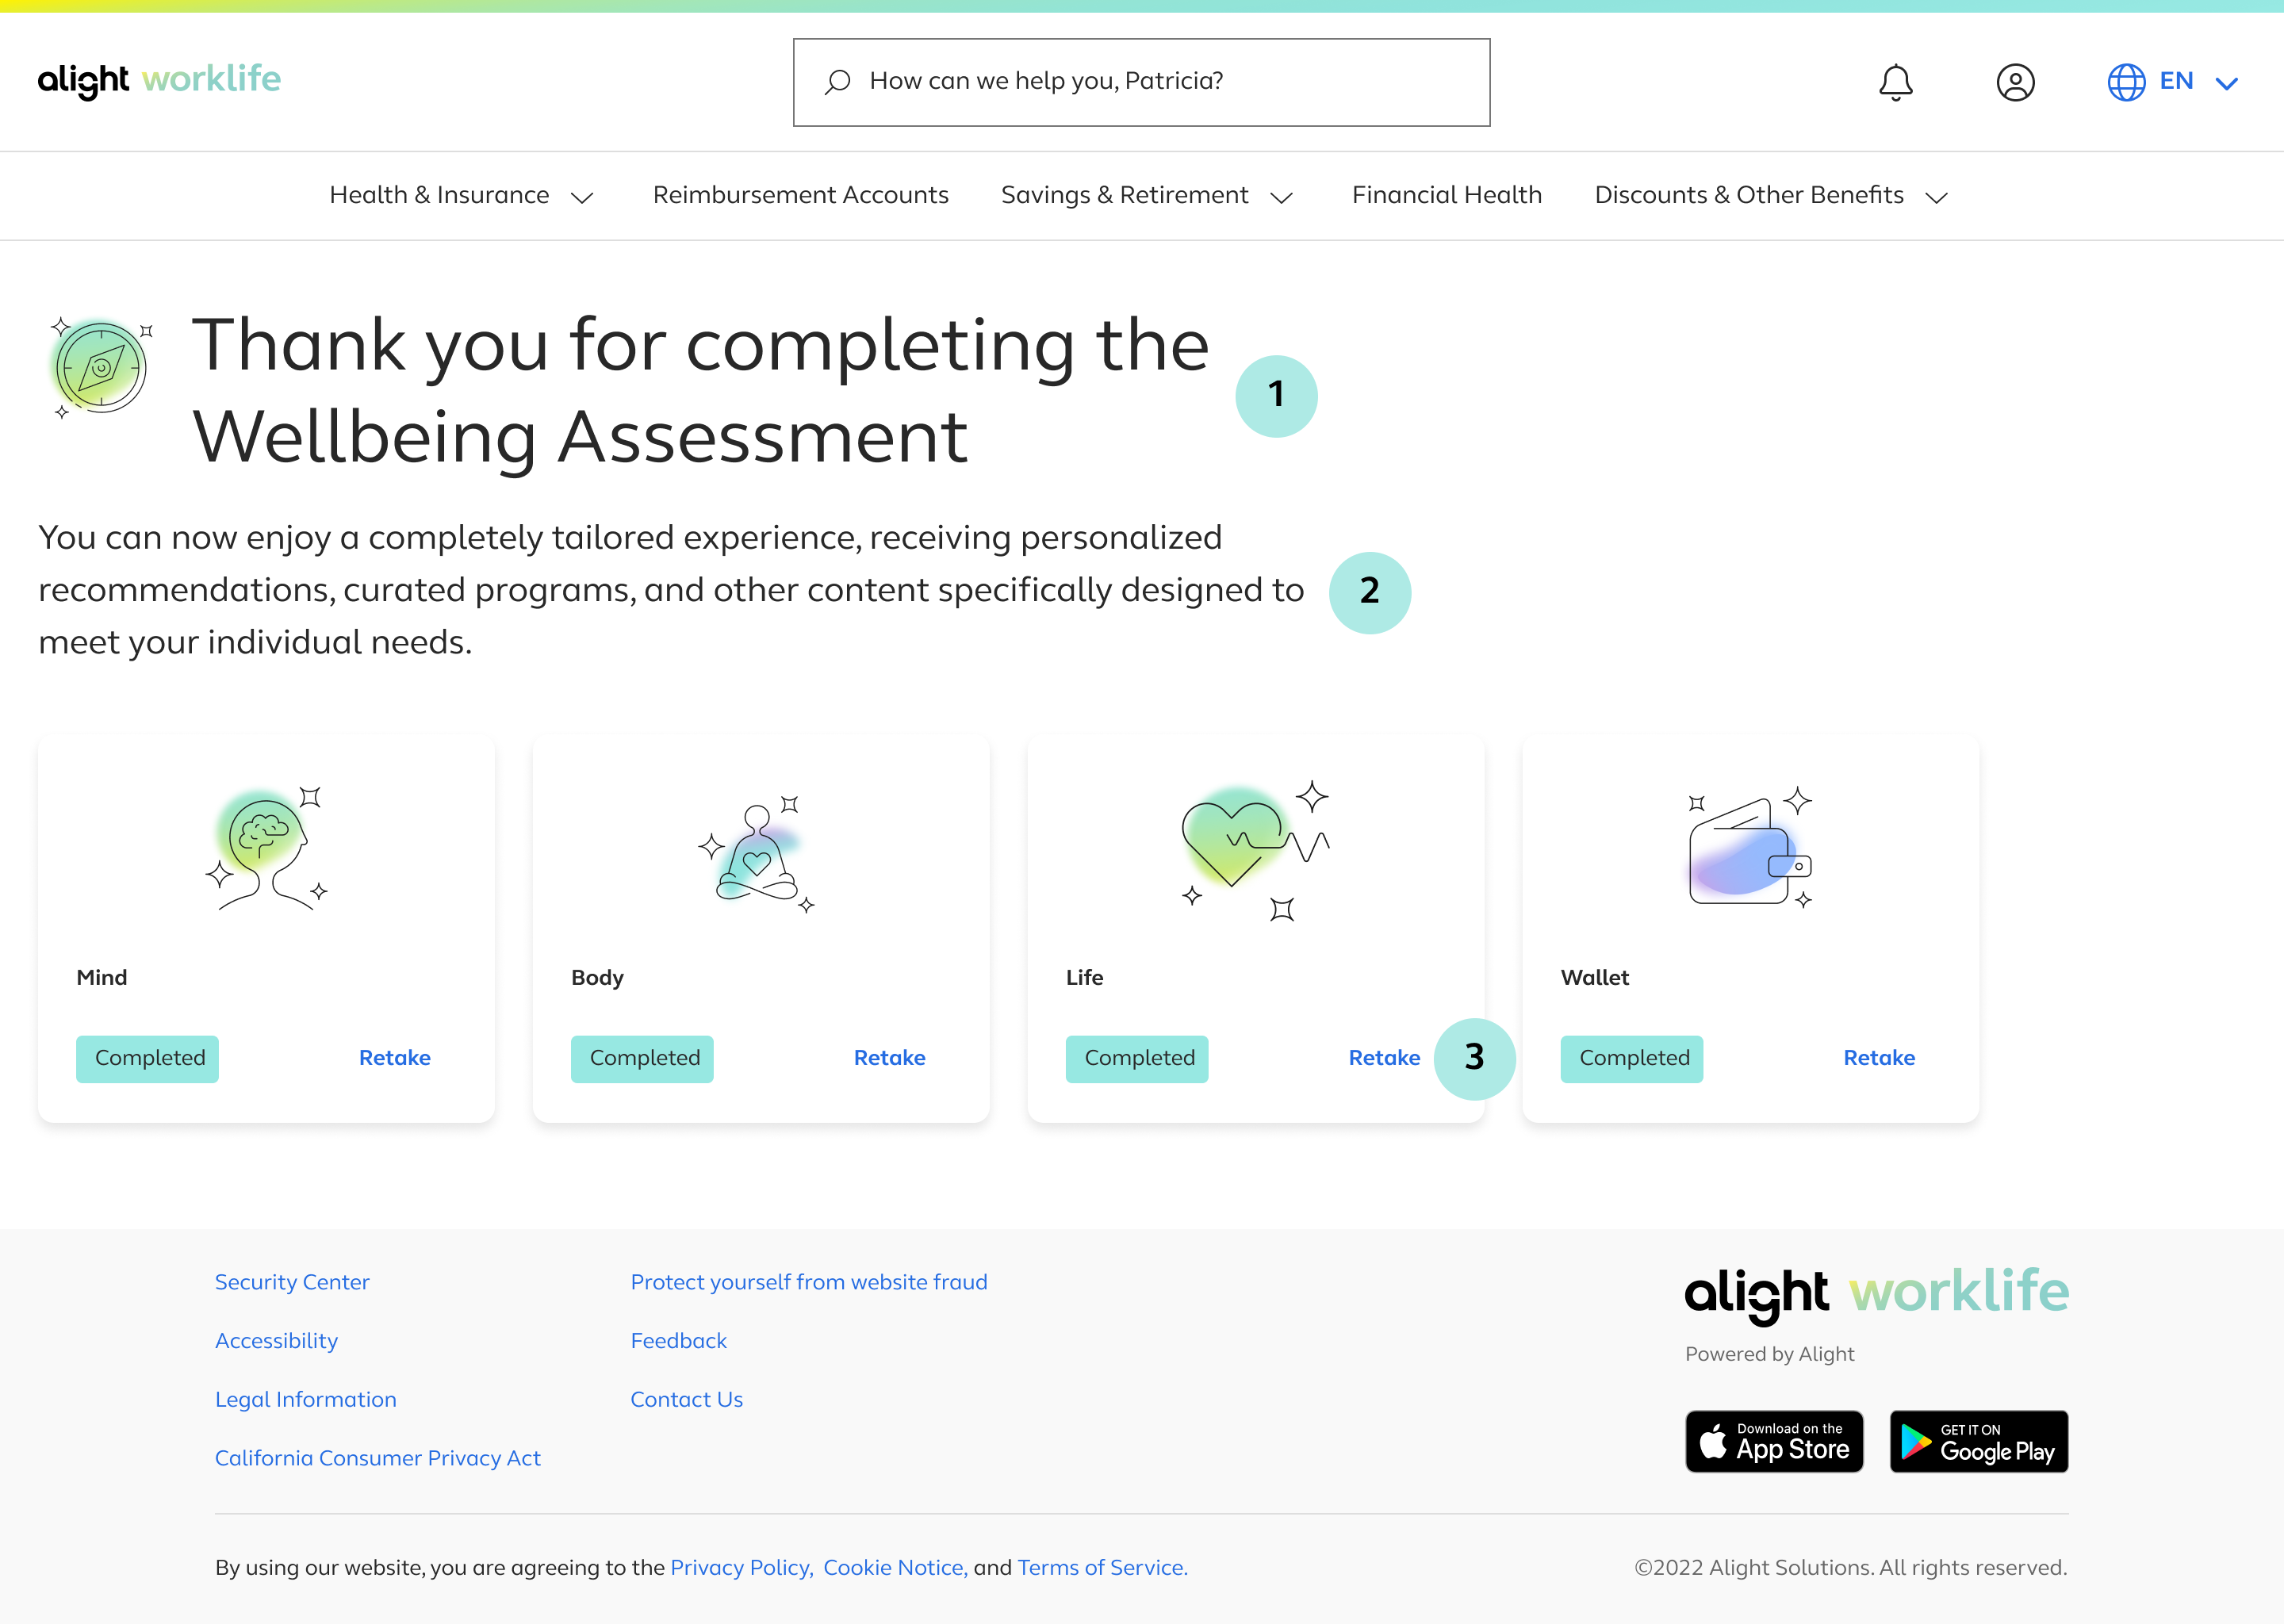 alight worklife
How can we help you, Patricia?
EN
Health & Insurance
Reimbursement Accounts
Savings & Retirement
Financial Health
Discounts & Other Benefits
Thank you for completing the
Wellbeing Assessment
1
You can now enjoy a completely tailored experience, receiving personalized
recommendations, curated programs, and other content specifically designed to
meet your individual needs.
2
Mind
Completed
Retake
Body
Completed
Retake
Life
Completed
Retake
3
Wallet
Completed
Retake
Security Center
Accessibility
Legal Information
California Consumer Privacy Act
Protect yourself from website fraud
Feedback
Contact Us
alight worklife
Powered by Alight
Download on the
App Store
GET IT ON
Google Play
By using our website, you are agreeing to the Privacy Policy, Cookie Notice, and Terms of Service.
©2022 Alight Solutions. All rights reserved.